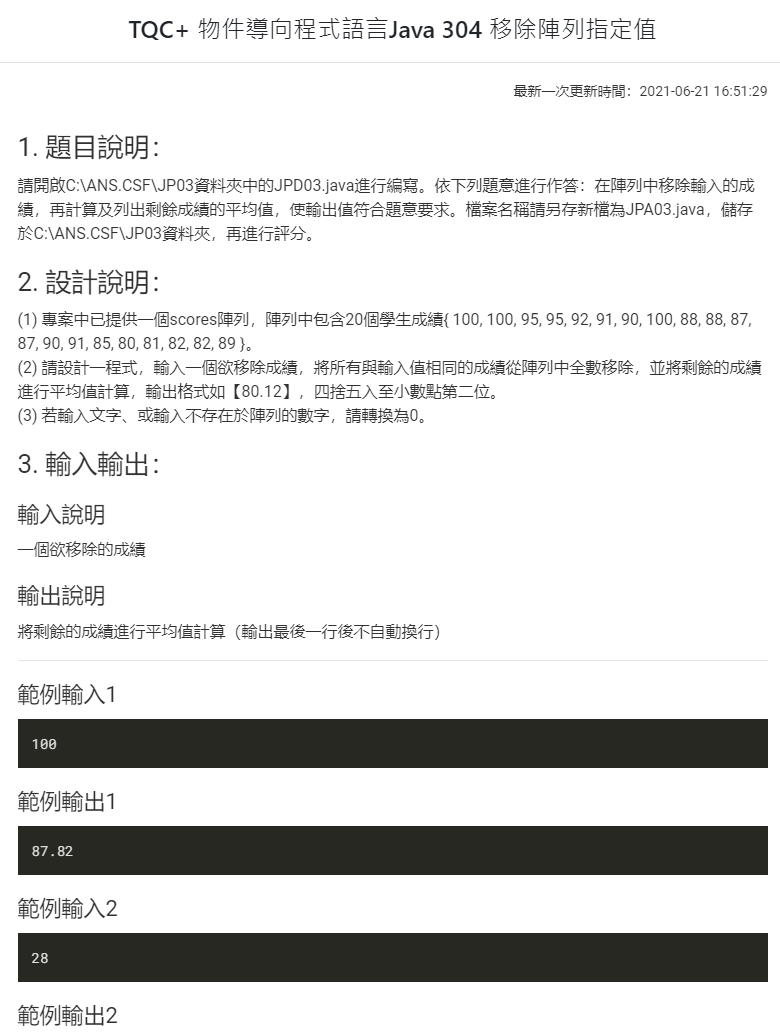 TQC+ 物件導向程式語言Java 304 移除陣列指定值
最新一次更新時間：2021-06-21 16:51:29
1. 題目說明：
請開啟C:\ANS.CSF\JP03資料夾中的JPD03.java進行編寫。依下列題意進行作答：在陣列中移除輸入的成
績，再計算及列出剩餘成績的平均值，使輸出值符合題意要求。檔案名稱請另存新檔為JPA03.java，儲存
於C:\ANS.CSF\JP03資料夾，再進行評分。
2. 設計說明：
(1) 專案中已提供一個scores陣列，陣列中包含20個學生成績{ 100, 100, 95, 95, 92, 91, 90, 100, 88, 88, 87,
87, 90, 91, 85, 80, 81, 82, 82, 89 }。
(2) 請設計一程式，輸入一個欲移除成績，將所有與輸入值相同的成績從陣列中全數移除，並將剩餘的成績
進行平均值計算，輸出格式如【80.12】，四捨五入至小數點第二位。
(3) 若輸入文字、或輸入不存在於陣列的數字，請轉換為0。
3. 輸入輸出：
輸入說明
一個欲移除的成績
輸出說明
將剩餘的成績進行平均值計算（輸出最後一行後不自動換行）
範例輸入1
100
範例輸出1
87.82
範例輸入2
28
範例輸出2